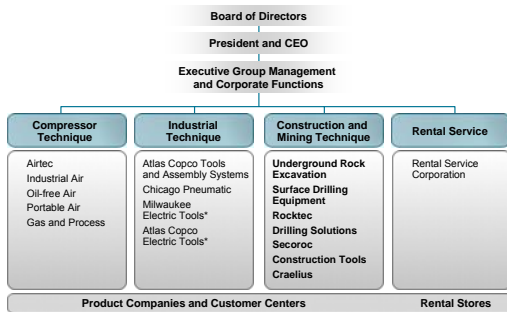 Board of Directors
President and CEO
Executive Group Management
and Corporate Functions
Compressor
Technique
Airtec
Industrial Air
Oil-free Air
Portable Air
Gas and Process
Industrial
Technique
Atlas Copco Tools
and Assembly Systems
Chicago Pneumatic
Milwaukee
Electric Tools*
Atlas Copco
Electric Tools*
Construction and
Mining Technique
Underground Rock
Excavation
Surface Drilling
Equipment
Rocktec
Drilling Solutions
Secoroc
Construction Tools
Craelius
Rental Service
Rental Service
Corporation
Product Companies and Customer Centers
Rental Stores